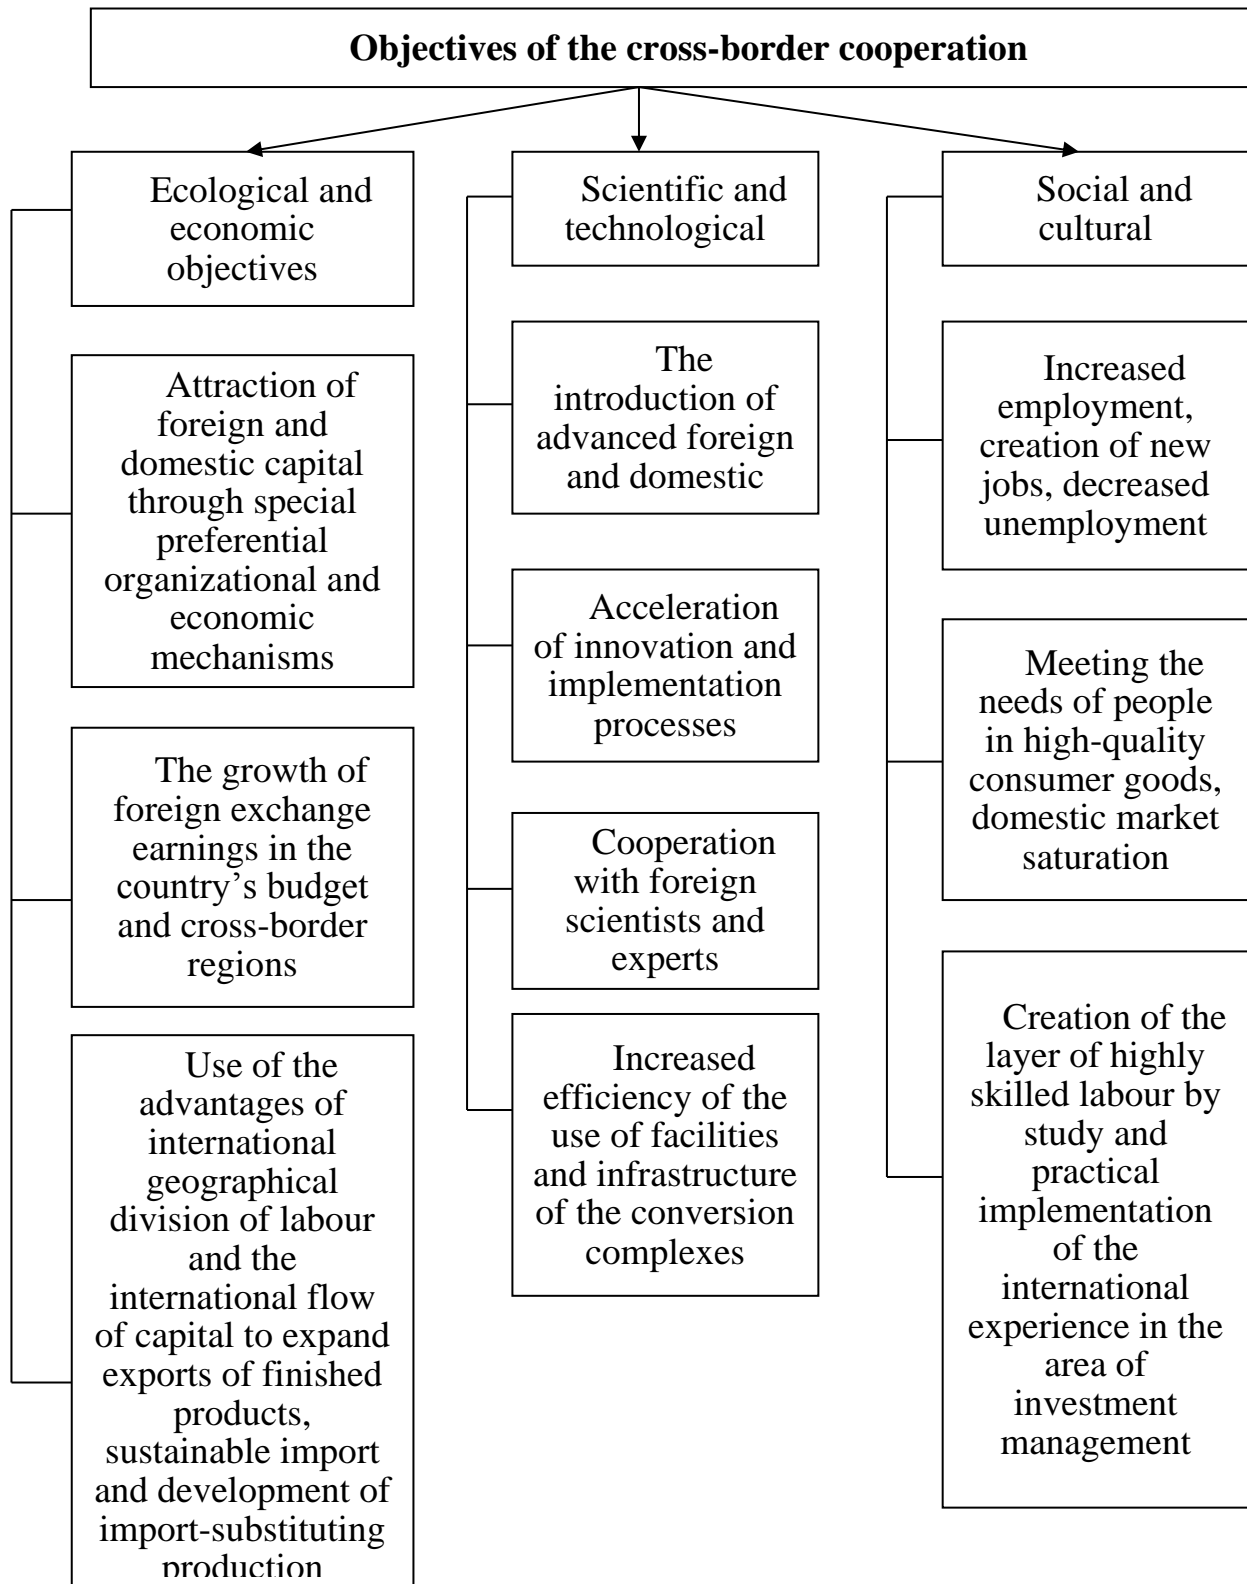 Objectives of the cross-border cooperation
Ecological and
economic
objectives
Attraction of
foreign and
domestic capital
through special
preferential
organizational and
economic
mechanisms
The growth of
foreign exchange
earnings in the
country’s budget
and cross-border
regions
Use of the
advantages of
international
geographical
division of labour
and the
international flow
of capital to expand
exports of finished
products,
sustainable import
and development of
import-substituting
production
Scientific and
technological
The
introduction of
advanced foreign
and domestic
Acceleration
of innovation and
implementation
processes
Cooperation
with foreign
scientists and
experts
Increased
efficiency of the
use of facilities
and infrastructure
of the conversion
complexes
Social and
cultural
Increased
employment,
creation of new
jobs, decreased
unemployment
Meeting the
needs of people
in high-quality
consumer goods,
domestic market
saturation
Creation of the
layer of highly
skilled labour by
study and
practical
implementation
of the
international
experience in the
area of
investment
management